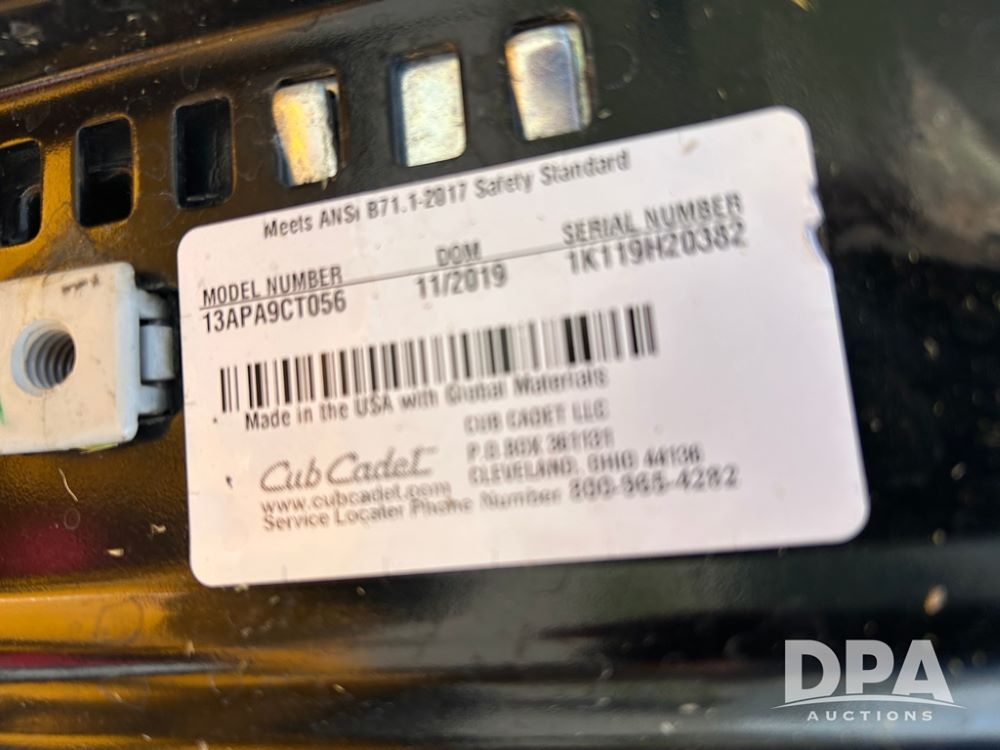 Meets ANSI B71.1-2017 Safety Standard
MODEL NUMBER DOM SERIAL NUMBER
13APA9CT056 11/2019 1K119H20382
Made in the USA with Global Materials
Cub Cadet
CUB CADET LLC
P.O.BOX 361131
CLEVELAND, OHIO 44136
www.cubcadet.com
Service Locater Phone Number 800-965-4282
DPA
AUCTIONS